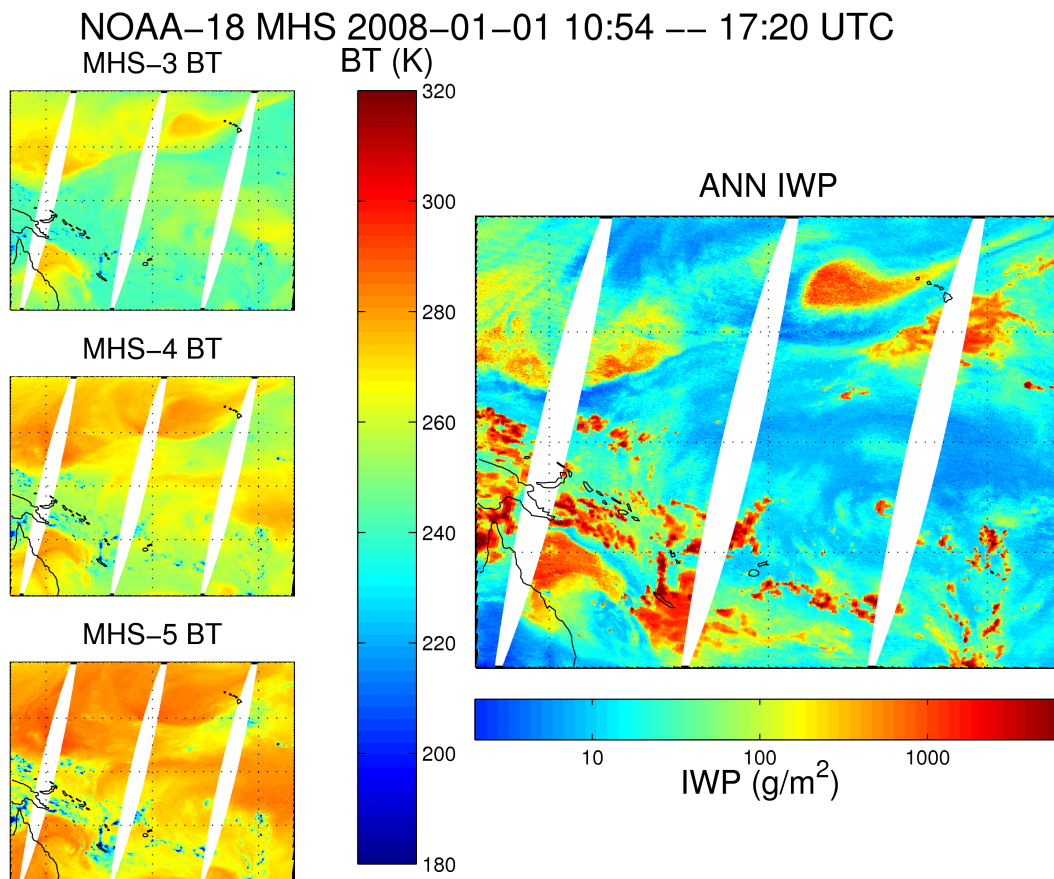 NOAA−18 MHS 2008−01−01 10:54 −− 17:20 UTC
MHS−3 BT
BT (K)
320
300
280
260
240
220
200
180
MHS−4 BT
MHS−5 BT
ANN IWP
10
100
1000
IWP (g/m²)